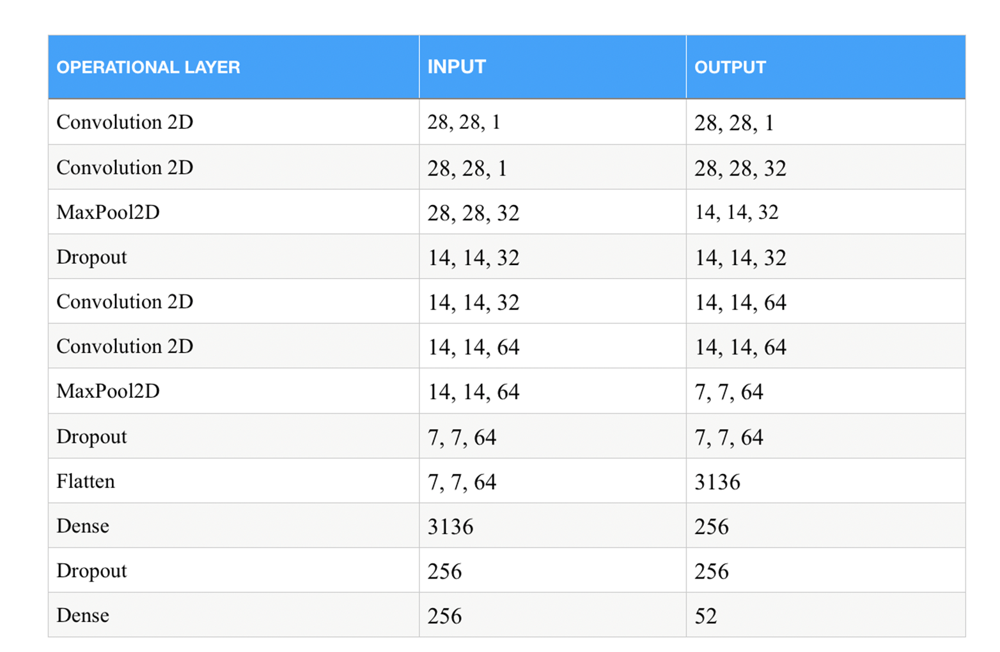 OPERATIONAL LAYER INPUT OUTPUT
Convolution 2D 28, 28, 1 28, 28, 1
Convolution 2D 28, 28, 1 28, 28, 32
MaxPool2D 28, 28, 32 14, 14, 32
Dropout 14, 14, 32 14, 14, 32
Convolution 2D 14, 14, 32 14, 14, 64
Convolution 2D 14, 14, 64 14, 14, 64
MaxPool2D 14, 14, 64 7, 7, 64
Dropout 7, 7, 64 7, 7, 64
Flatten 7, 7, 64 3136
Dense 3136 256
Dropout 256 256
Dense 256 52